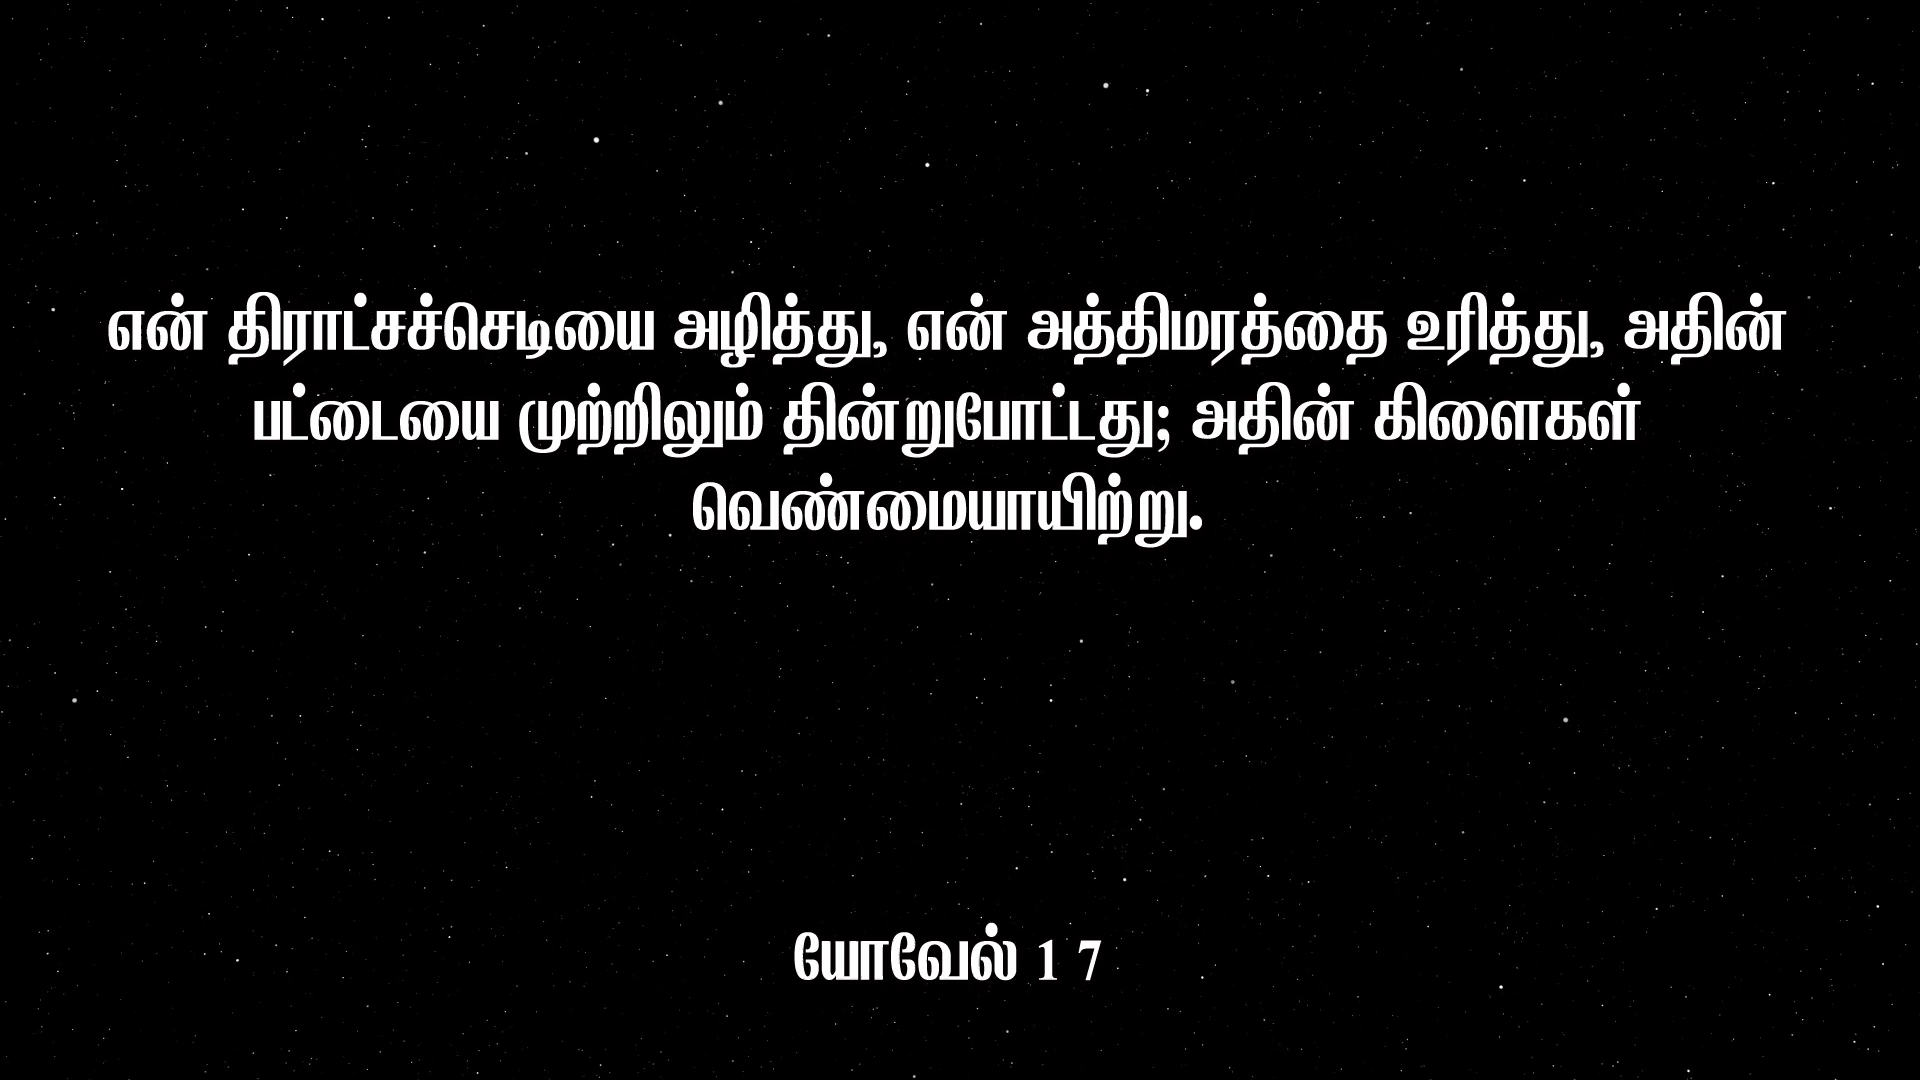 என் திராட்சச்செடியை அழித்து, என் அத்திமரத்தை உரித்து, அதின்
பட்டையை முற்றிலும் தின்றுபோட்டது; அதின் கிளைகள்
வெண்மையாயிற்று.
யோவேல் 1 7